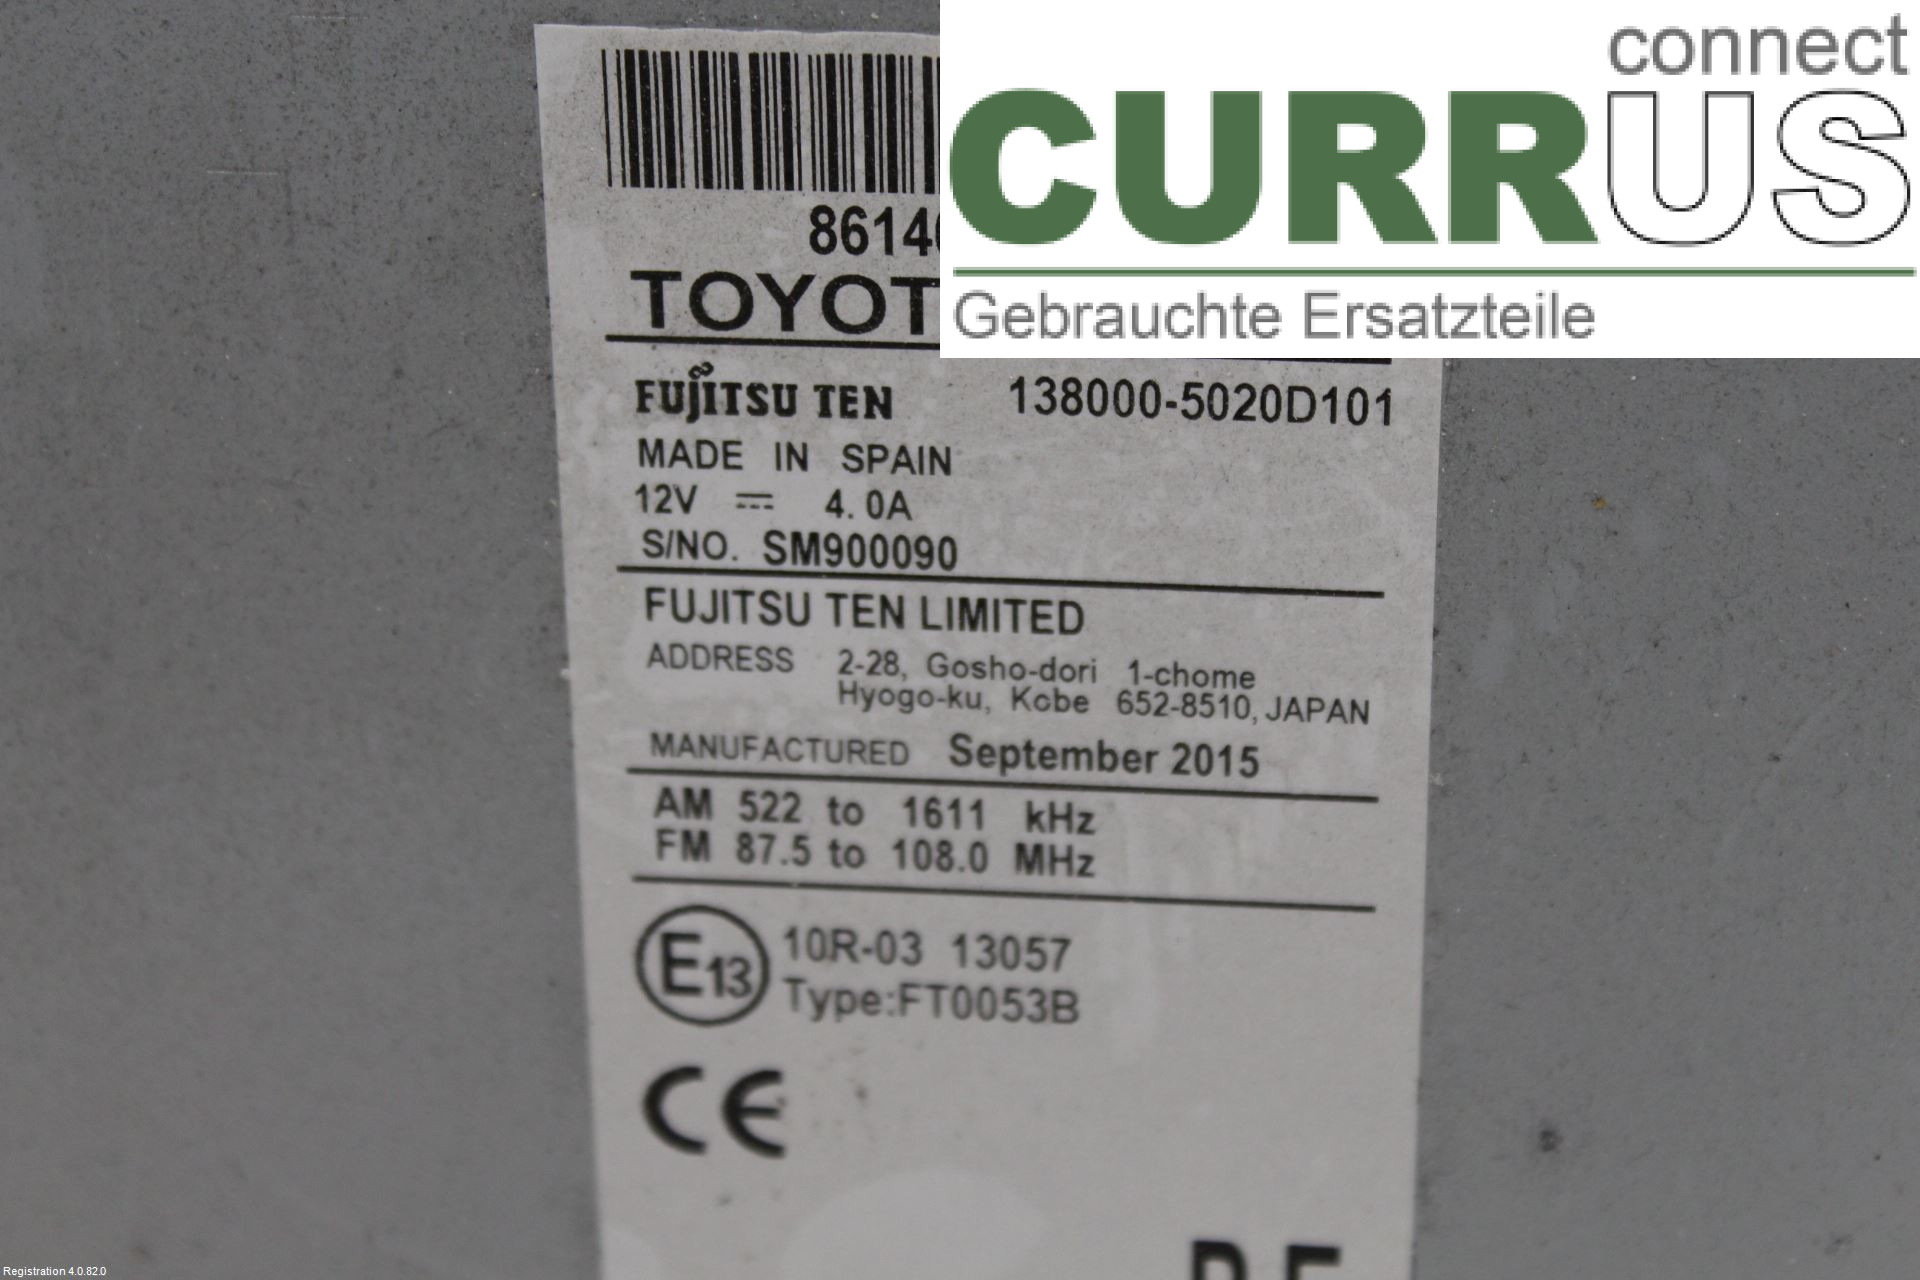 connect
CURRUS
Gebrauchte Ersatzteile
8614
TOYOT
FUJITSU TEN 138000-5020D101
MADE IN SPAIN
12V ⎓ 4.0A
S/NO. SM900090
FUJITSU TEN LIMITED
ADDRESS 2-28, Gosho-dori 1-chome
Hyogo-ku, Kobe 652-8510, JAPAN
MANUFACTURED September 2015
AM 522 to 1611 kHz
FM 87.5 to 108.0 MHz
E13 10R-03 13057
Type:FT0053B
CE
Registration 4.0.82.0